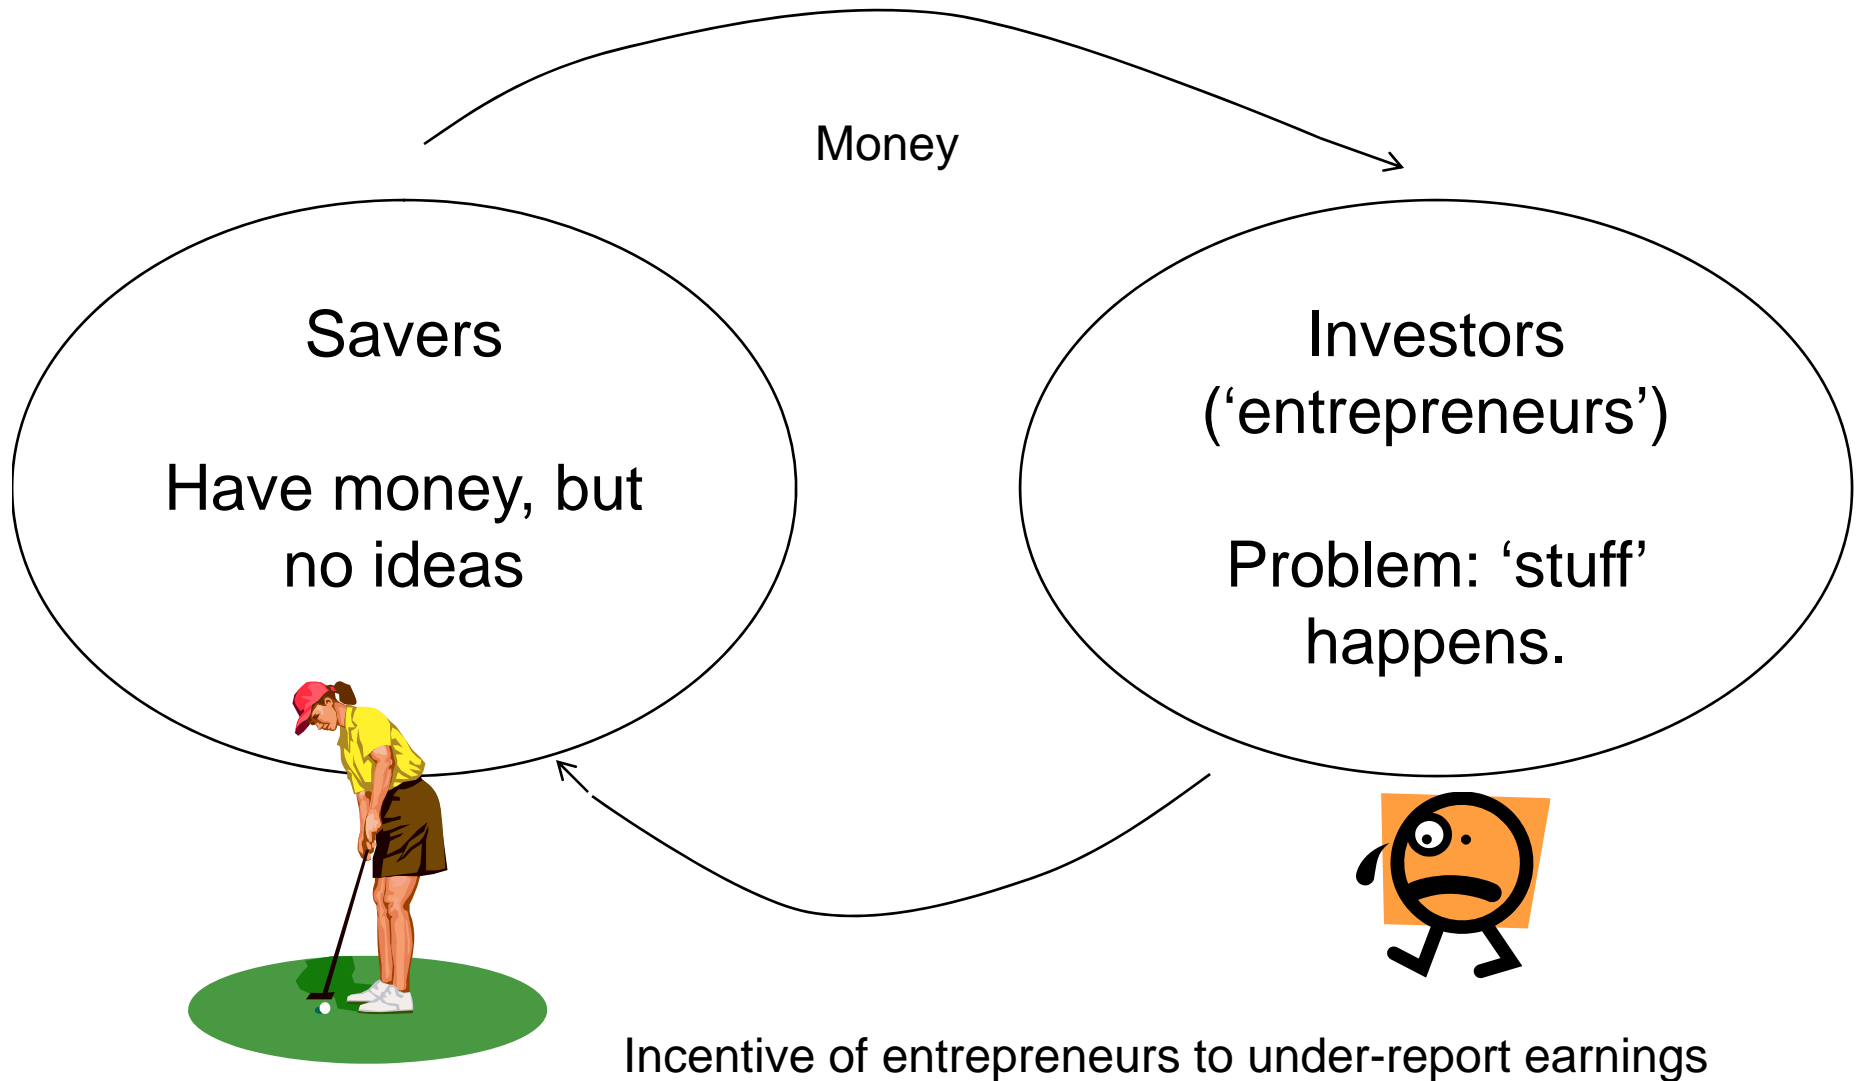 Money
Savers
Have money, but
no ideas
Investors
(‘entrepreneurs’)
Problem: ‘stuff’
happens.
Incentive of entrepreneurs to under-report earnings